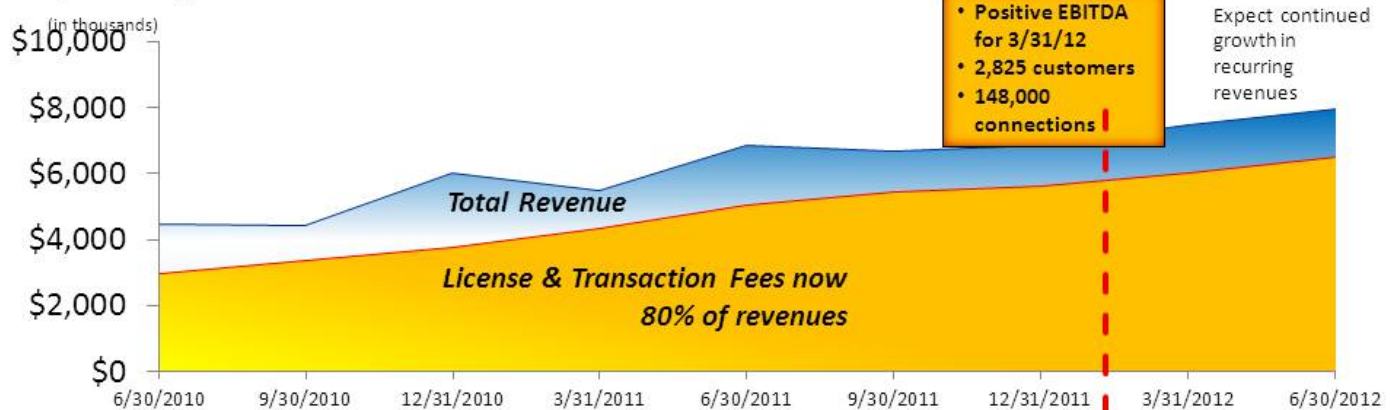 (in thousands)
$10,000
$8,000
$6,000
$4,000
$2,000
$0
• Positive EBITDA
for 3/31/12
• 2,825 customers
• 148,000
connections
Expect continued
growth in
recurring
revenues
Total Revenue
License & Transaction Fees now
80% of revenues
6/30/2010 9/30/2010 12/31/2010 3/31/2011 6/30/2011 9/30/2011 12/31/2011 3/31/2012 6/30/2012